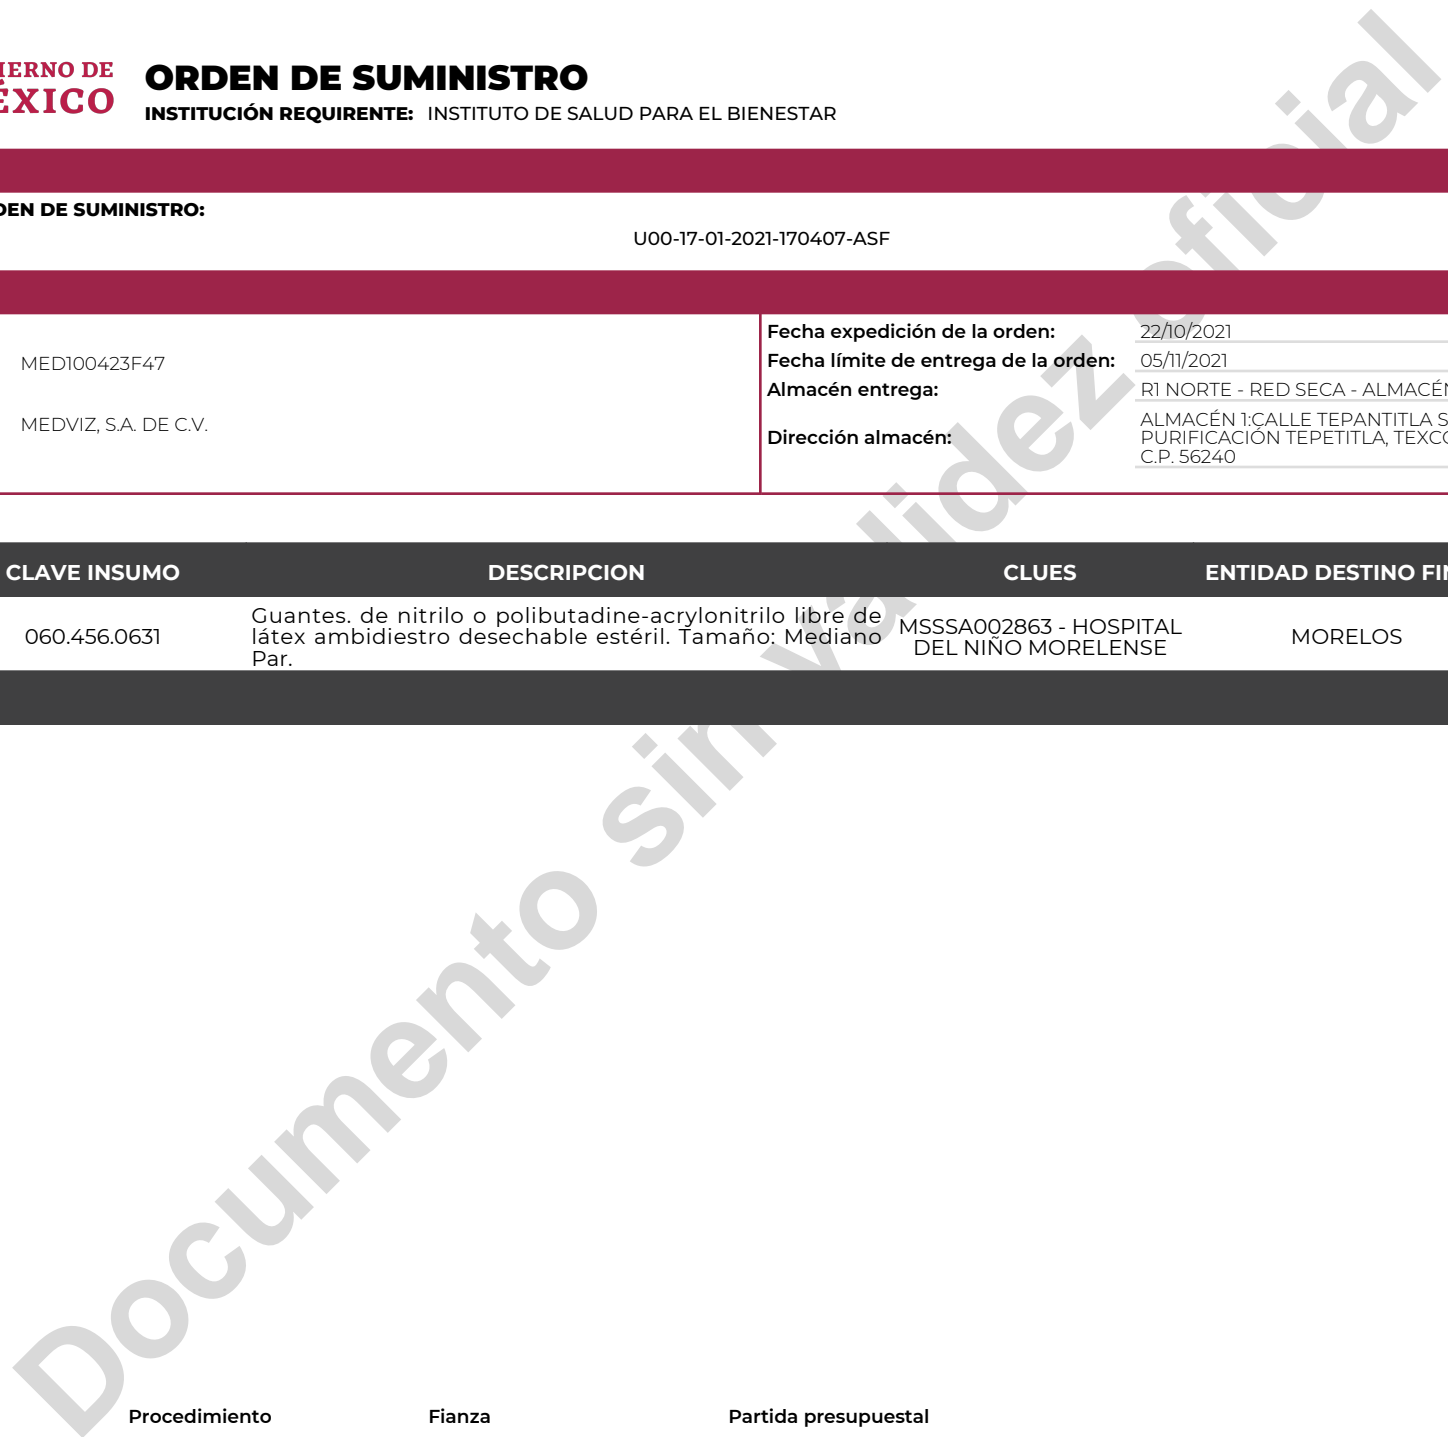 IERNO DE
ÉXICO
ORDEN DE SUMINISTRO
INSTITUCIÓN REQUIRENTE: INSTITUTO DE SALUD PARA EL BIENESTAR
DEN DE SUMINISTRO:
U00-17-01-2021-170407-ASF
MED100423F47
MEDVIZ, S.A. DE C.V.
Fecha expedición de la orden: 22/10/2021
Fecha límite de entrega de la orden: 05/11/2021
Almacén entrega: R1 NORTE - RED SECA - ALMACÉN
Dirección almacén: ALMACÉN 1:CALLE TEPANTITLA S
PURIFICACIÓN TEPETITLA, TEXCO
C.P. 56240
CLAVE INSUMO DESCRIPCION CLUES ENTIDAD DESTINO FIN
060.456.0631
Guantes. de nitrilo o polibutadine-acrylonitrilo libre de
látex ambidiestro desechable estéril. Tamaño: Mediano
Par.
MSSSA002863 - HOSPITAL
DEL NIÑO MORELENSE
MORELOS
Documento sin validez oficial
Procedimiento Fianza Partida presupuestal